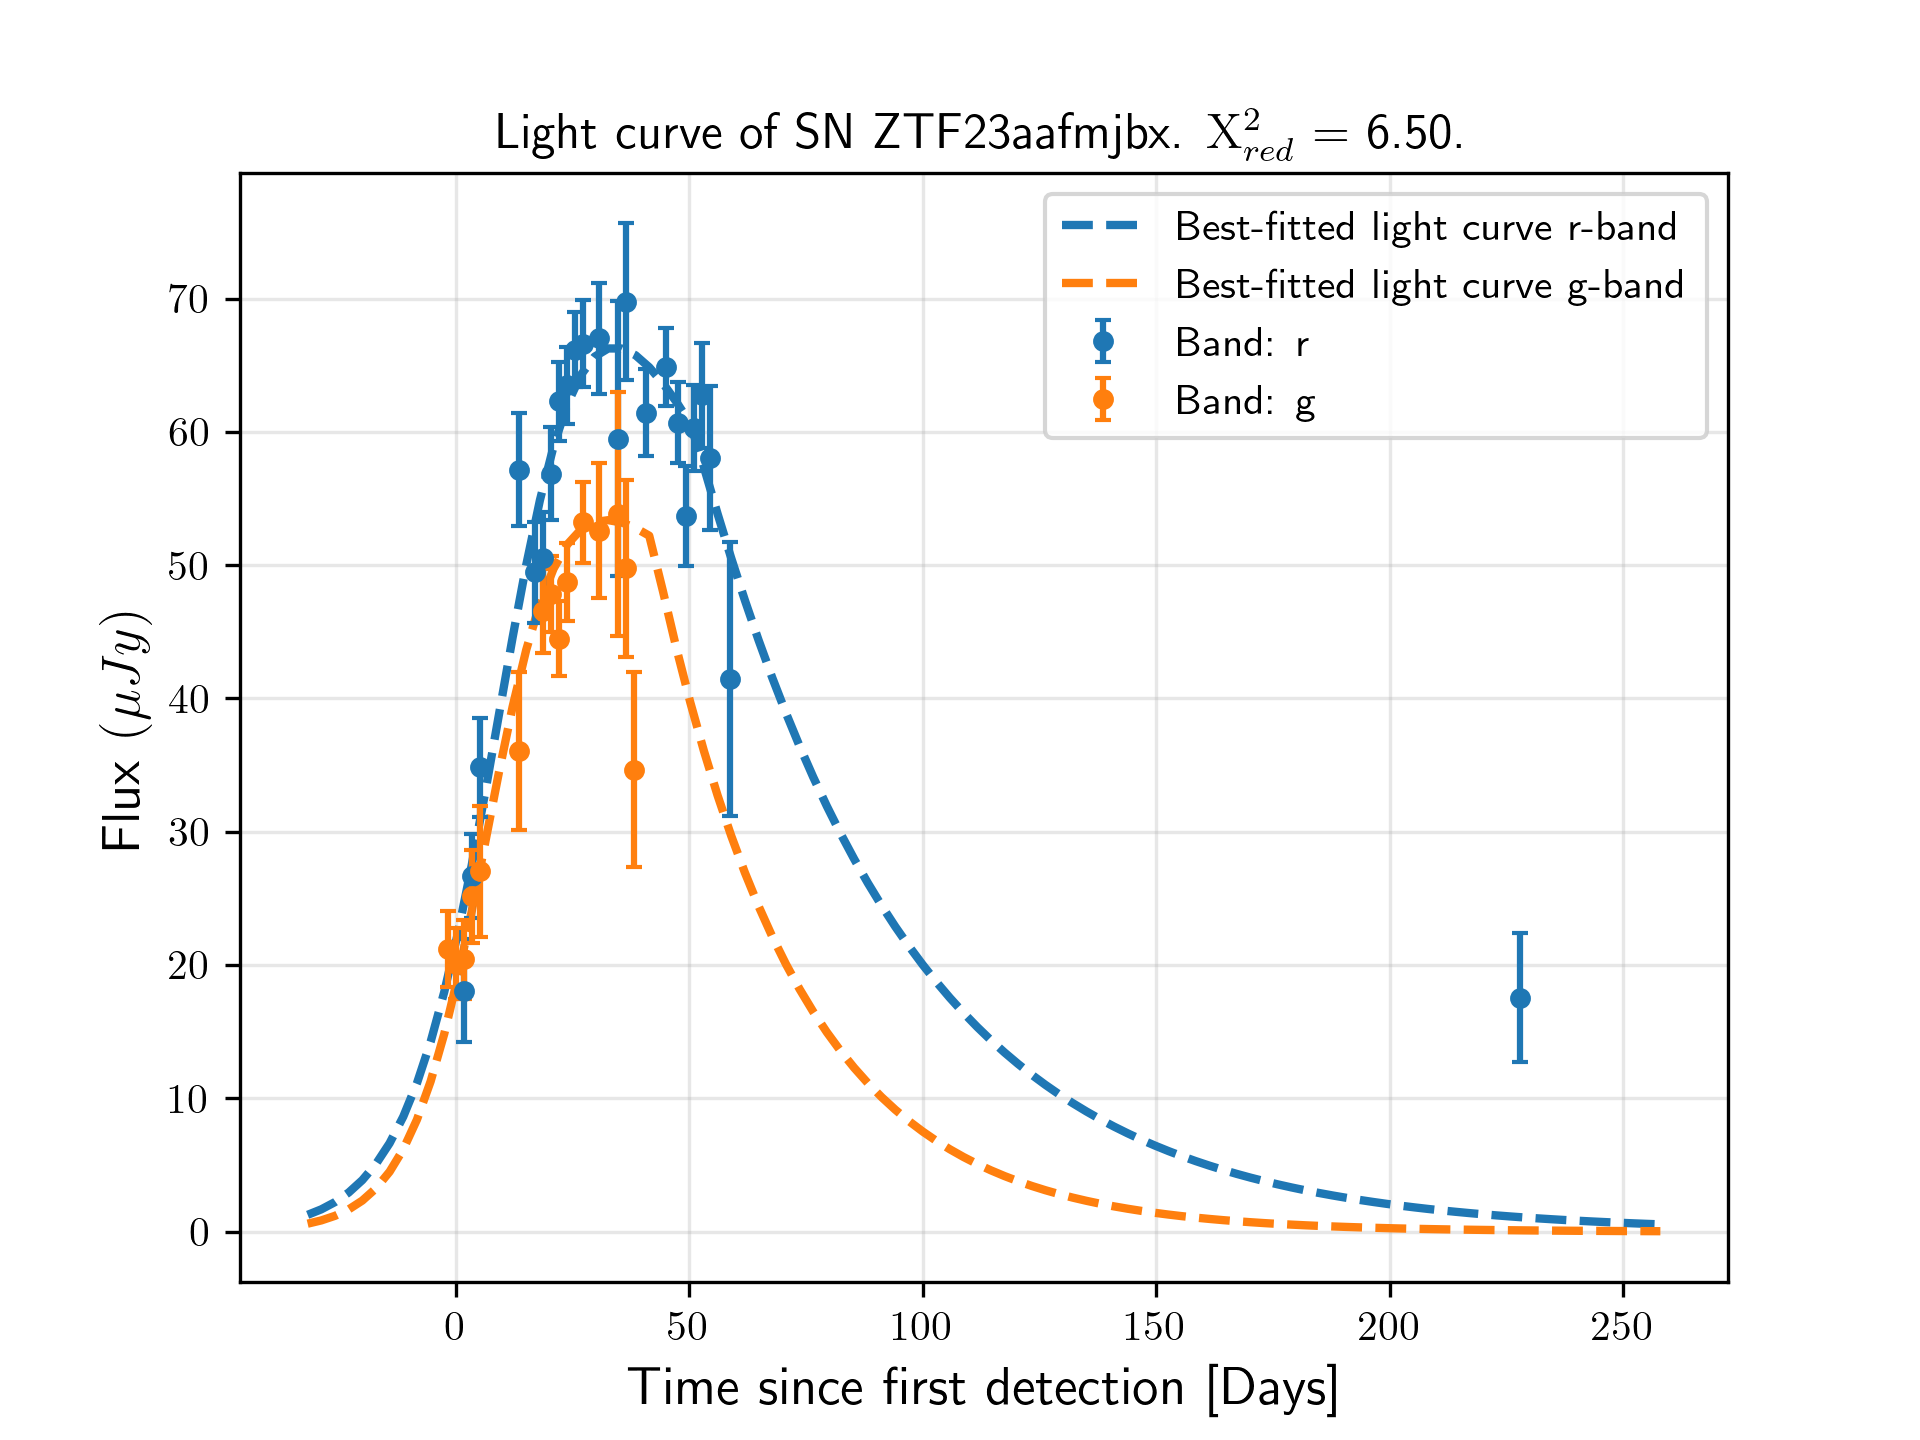 Light curve of SN ZTF23aafmjbx. X²_red = 6.50.
Best-fitted light curve r-band
Best-fitted light curve g-band
Band: r
Band: g
Flux (μJy)
70
60
50
40
30
20
10
0
0 50 100 150 200 250
Time since first detection [Days]